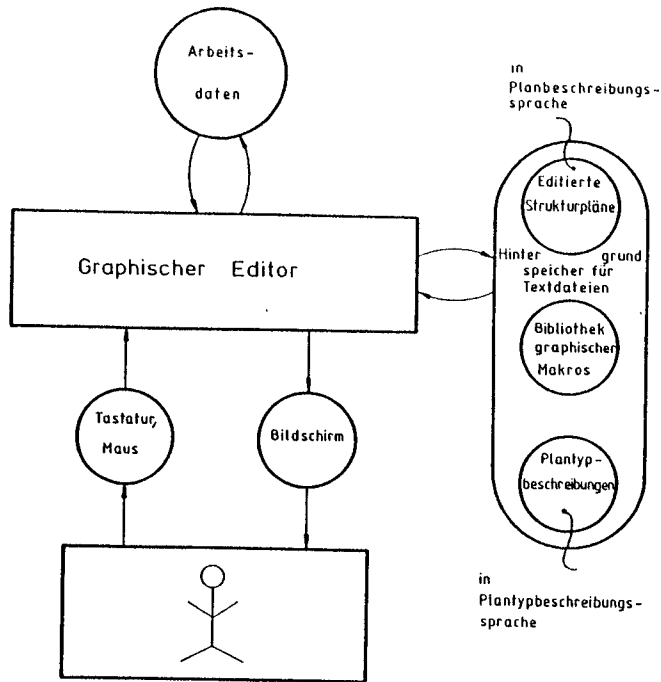 Arbeits-
daten
in
Planbeschreibungs-
sprache
Editierte
Strukturpläne
Graphischer Editor
Hinter grund
speicher für
Textdateien
Bibliothek
graphischer
Makros
Tastatur,
Maus
Bildschirm
Plantyp-
beschreibungen
in
Plantypbeschreibungs-
sprache